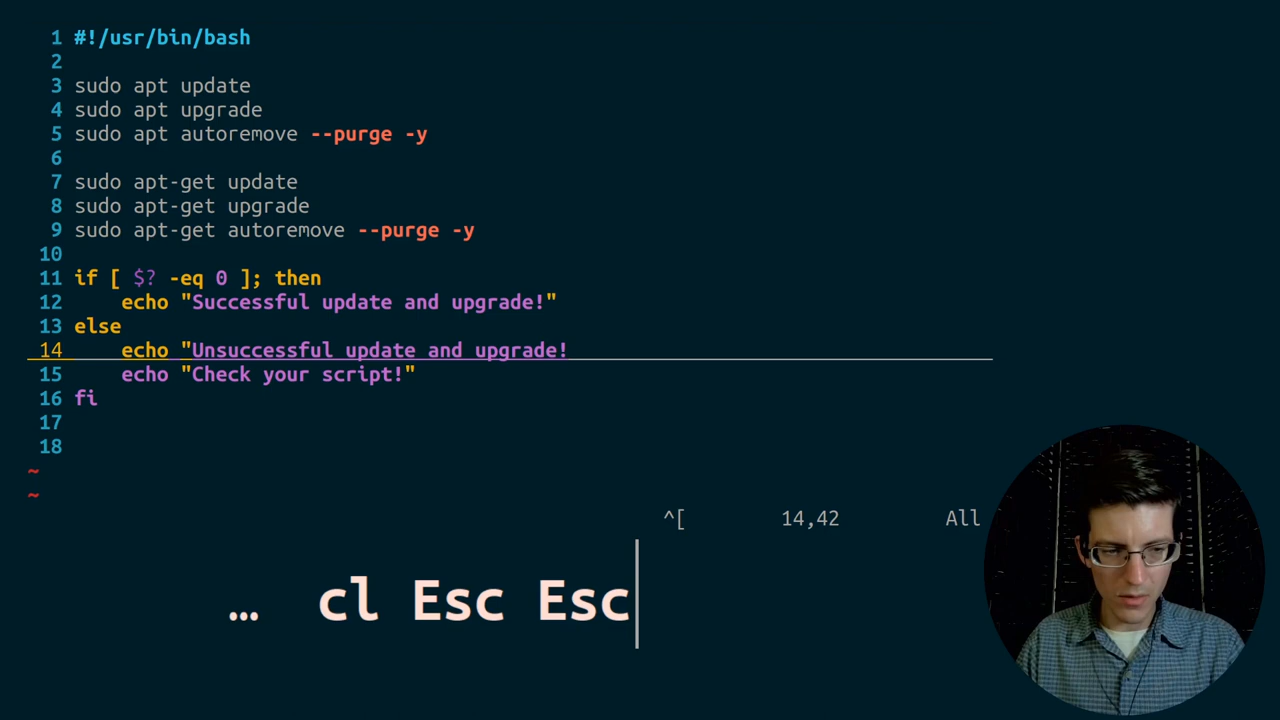 1 #!/usr/bin/bash
2
3 sudo apt update
4 sudo apt upgrade
5 sudo apt autoremove --purge -y
6
7 sudo apt-get update
8 sudo apt-get upgrade
9 sudo apt-get autoremove --purge -y
10
11 if [ $? -eq 0 ]; then
12     echo "Successful update and upgrade!"
13 else
14     echo "Unsuccessful update and upgrade!
15     echo "Check your script!"
16 fi
17
18
~
~
^[ 14,42 All
… cl Esc Esc